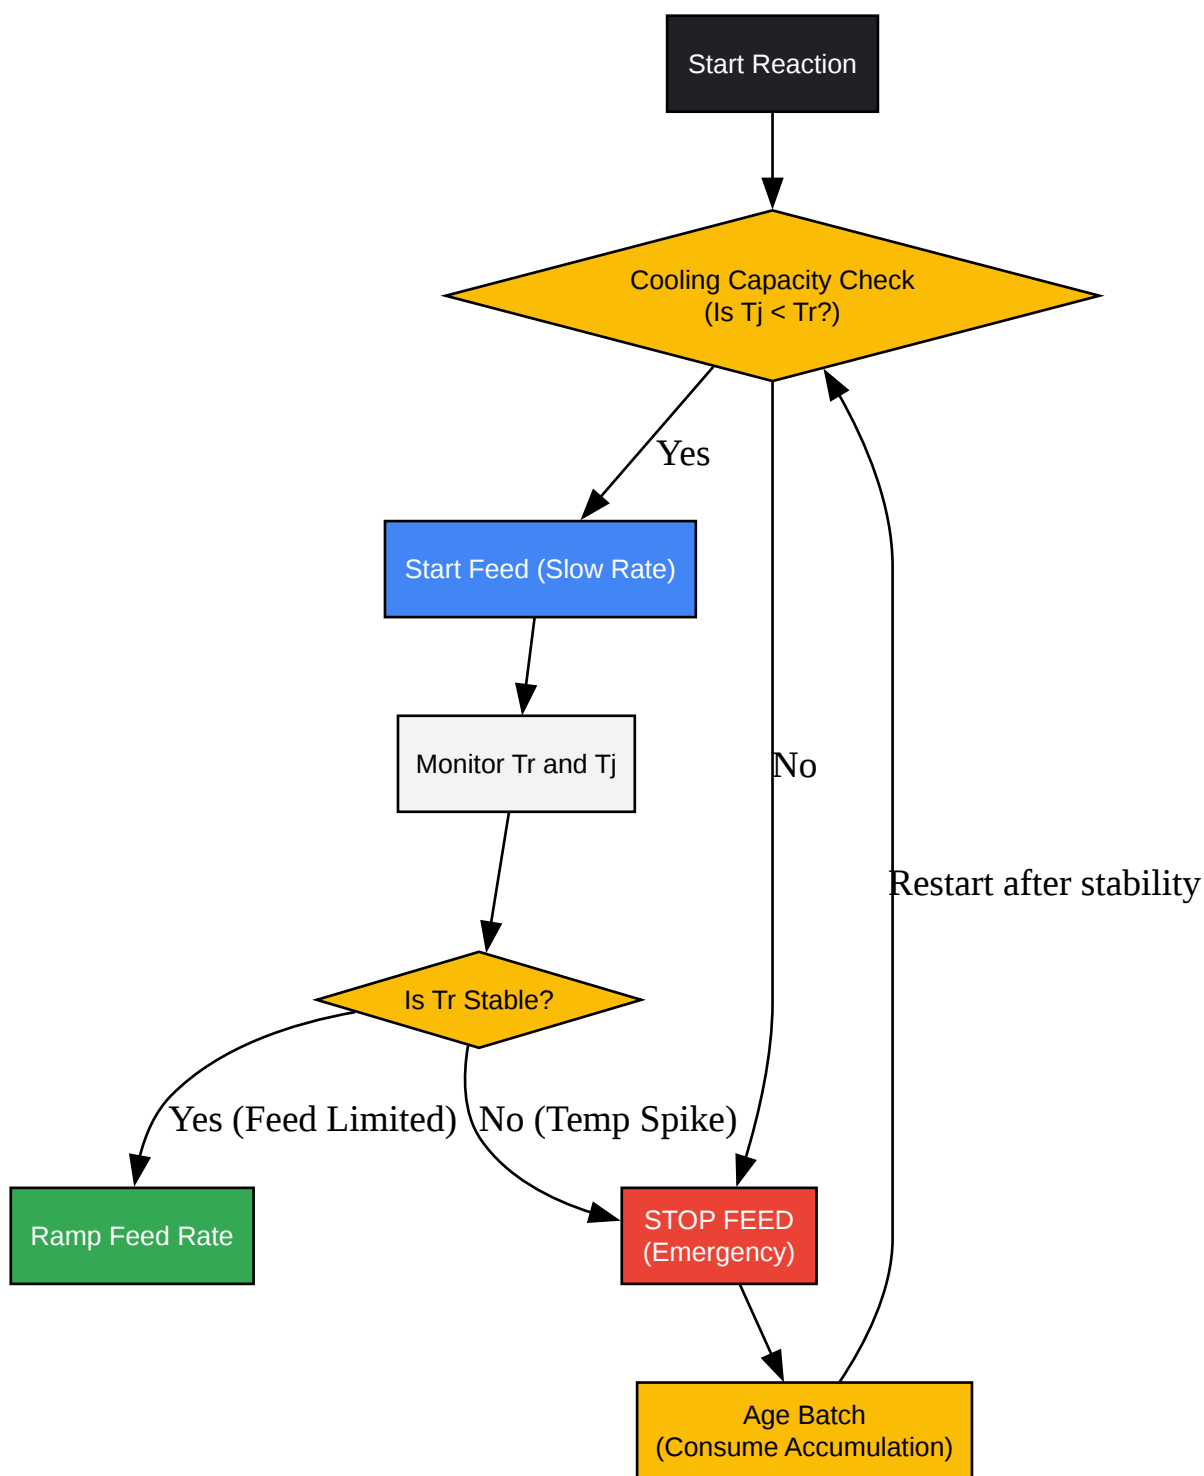 Start Reaction
Cooling Capacity Check
(Is Tj < Tr?)
Yes
Start Feed (Slow Rate)
Monitor Tr and Tj
No
Restart after stability
Is Tr Stable?
Yes (Feed Limited)
No (Temp Spike)
Ramp Feed Rate
STOP FEED
(Emergency)
Age Batch
(Consume Accumulation)